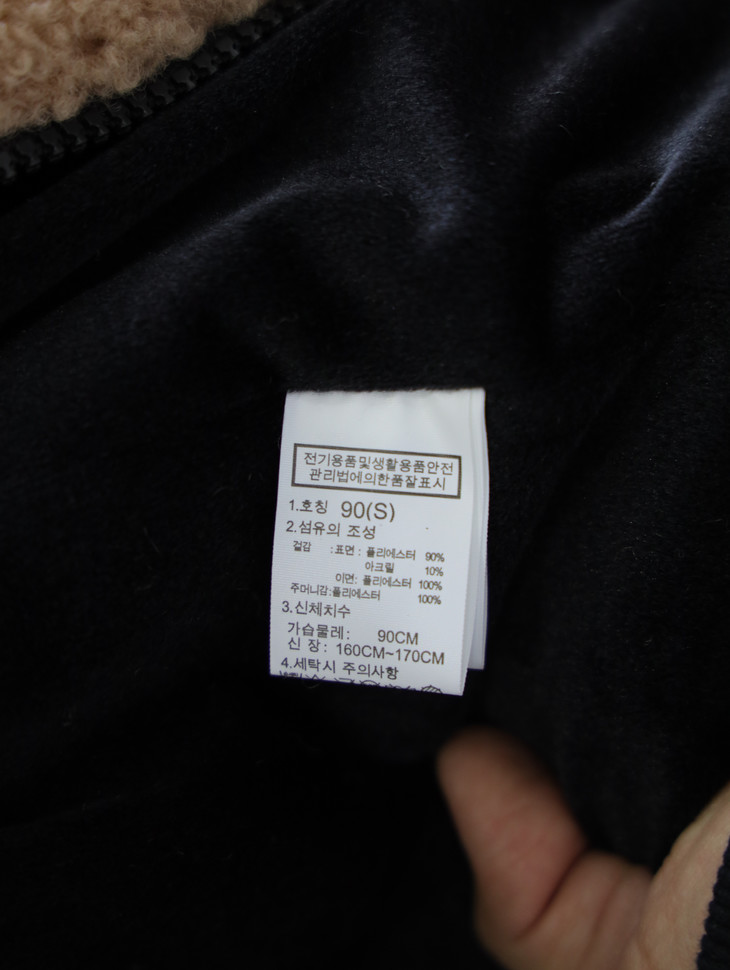 전기용품및생활용품안전
관리법에의한품잘표시
1.호칭 90(S)
2.섬유의 조성
겉감 :표면 : 폴리에스터 90%
아크릴 10%
이면: 폴리에스터 100%
주머니감:폴리에스터 100%
3.신체치수
가슴물레: 90CM
신 장: 160CM~170CM
4.세탁시 주의사항